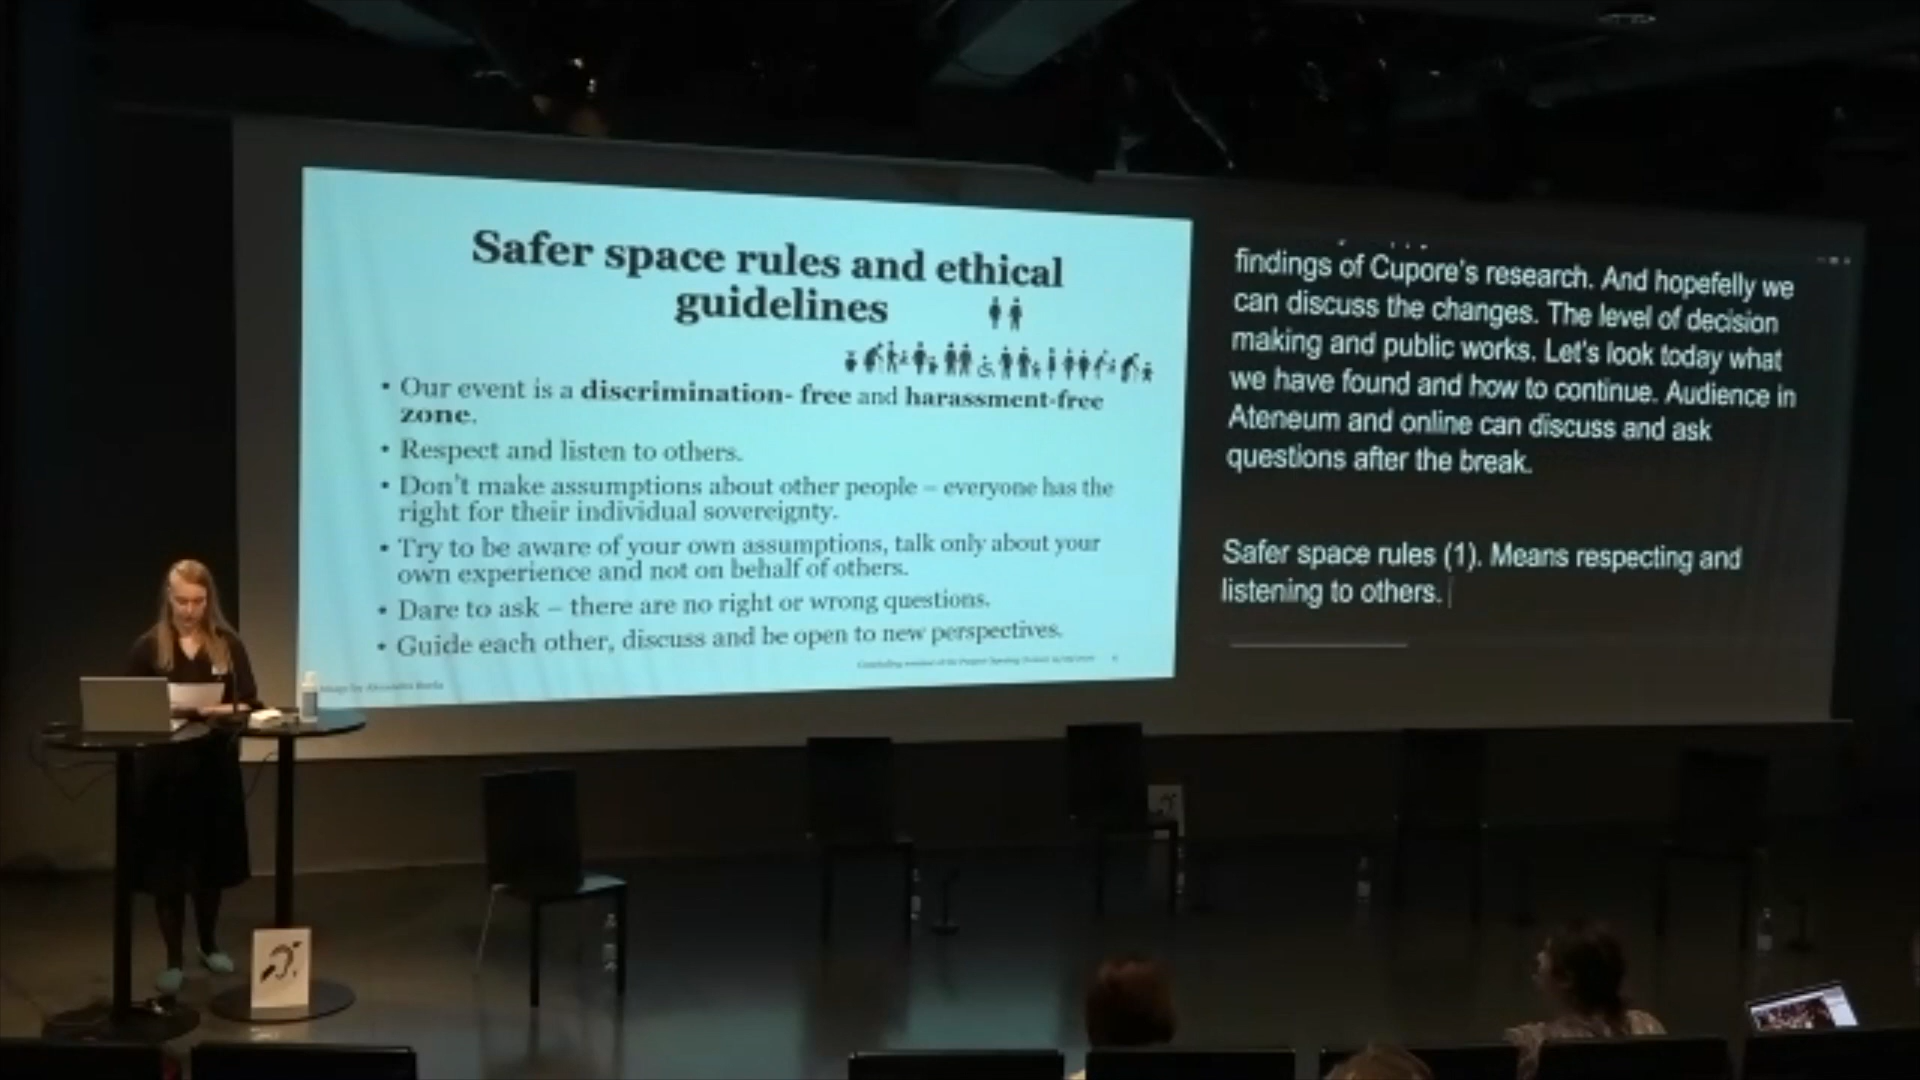 Safer space rules and ethical
guidelines
• Our event is a discrimination- free and harassment-free
zone.
• Respect and listen to others.
• Don't make assumptions about other people – everyone has the
right for their individual sovereignty.
• Try to be aware of your own assumptions, talk only about your
own experience and not on behalf of others.
• Dare to ask – there are no right or wrong questions.
• Guide each other, discuss and be open to new perspectives.
findings of Cupore's research. And hopefelly we
can discuss the changes. The level of decision
making and public works. Let's look today what
we have found and how to continue. Audience in
Ateneum and online can discuss and ask
questions after the break.
Safer space rules (1). Means respecting and
listening to others.